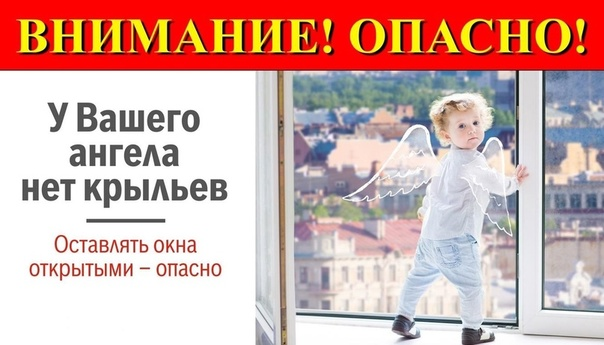 ВНИМАНИЕ! ОПАСНО!
У Вашего
ангела
нет крыльев
Оставлять окна
открытыми – опасно